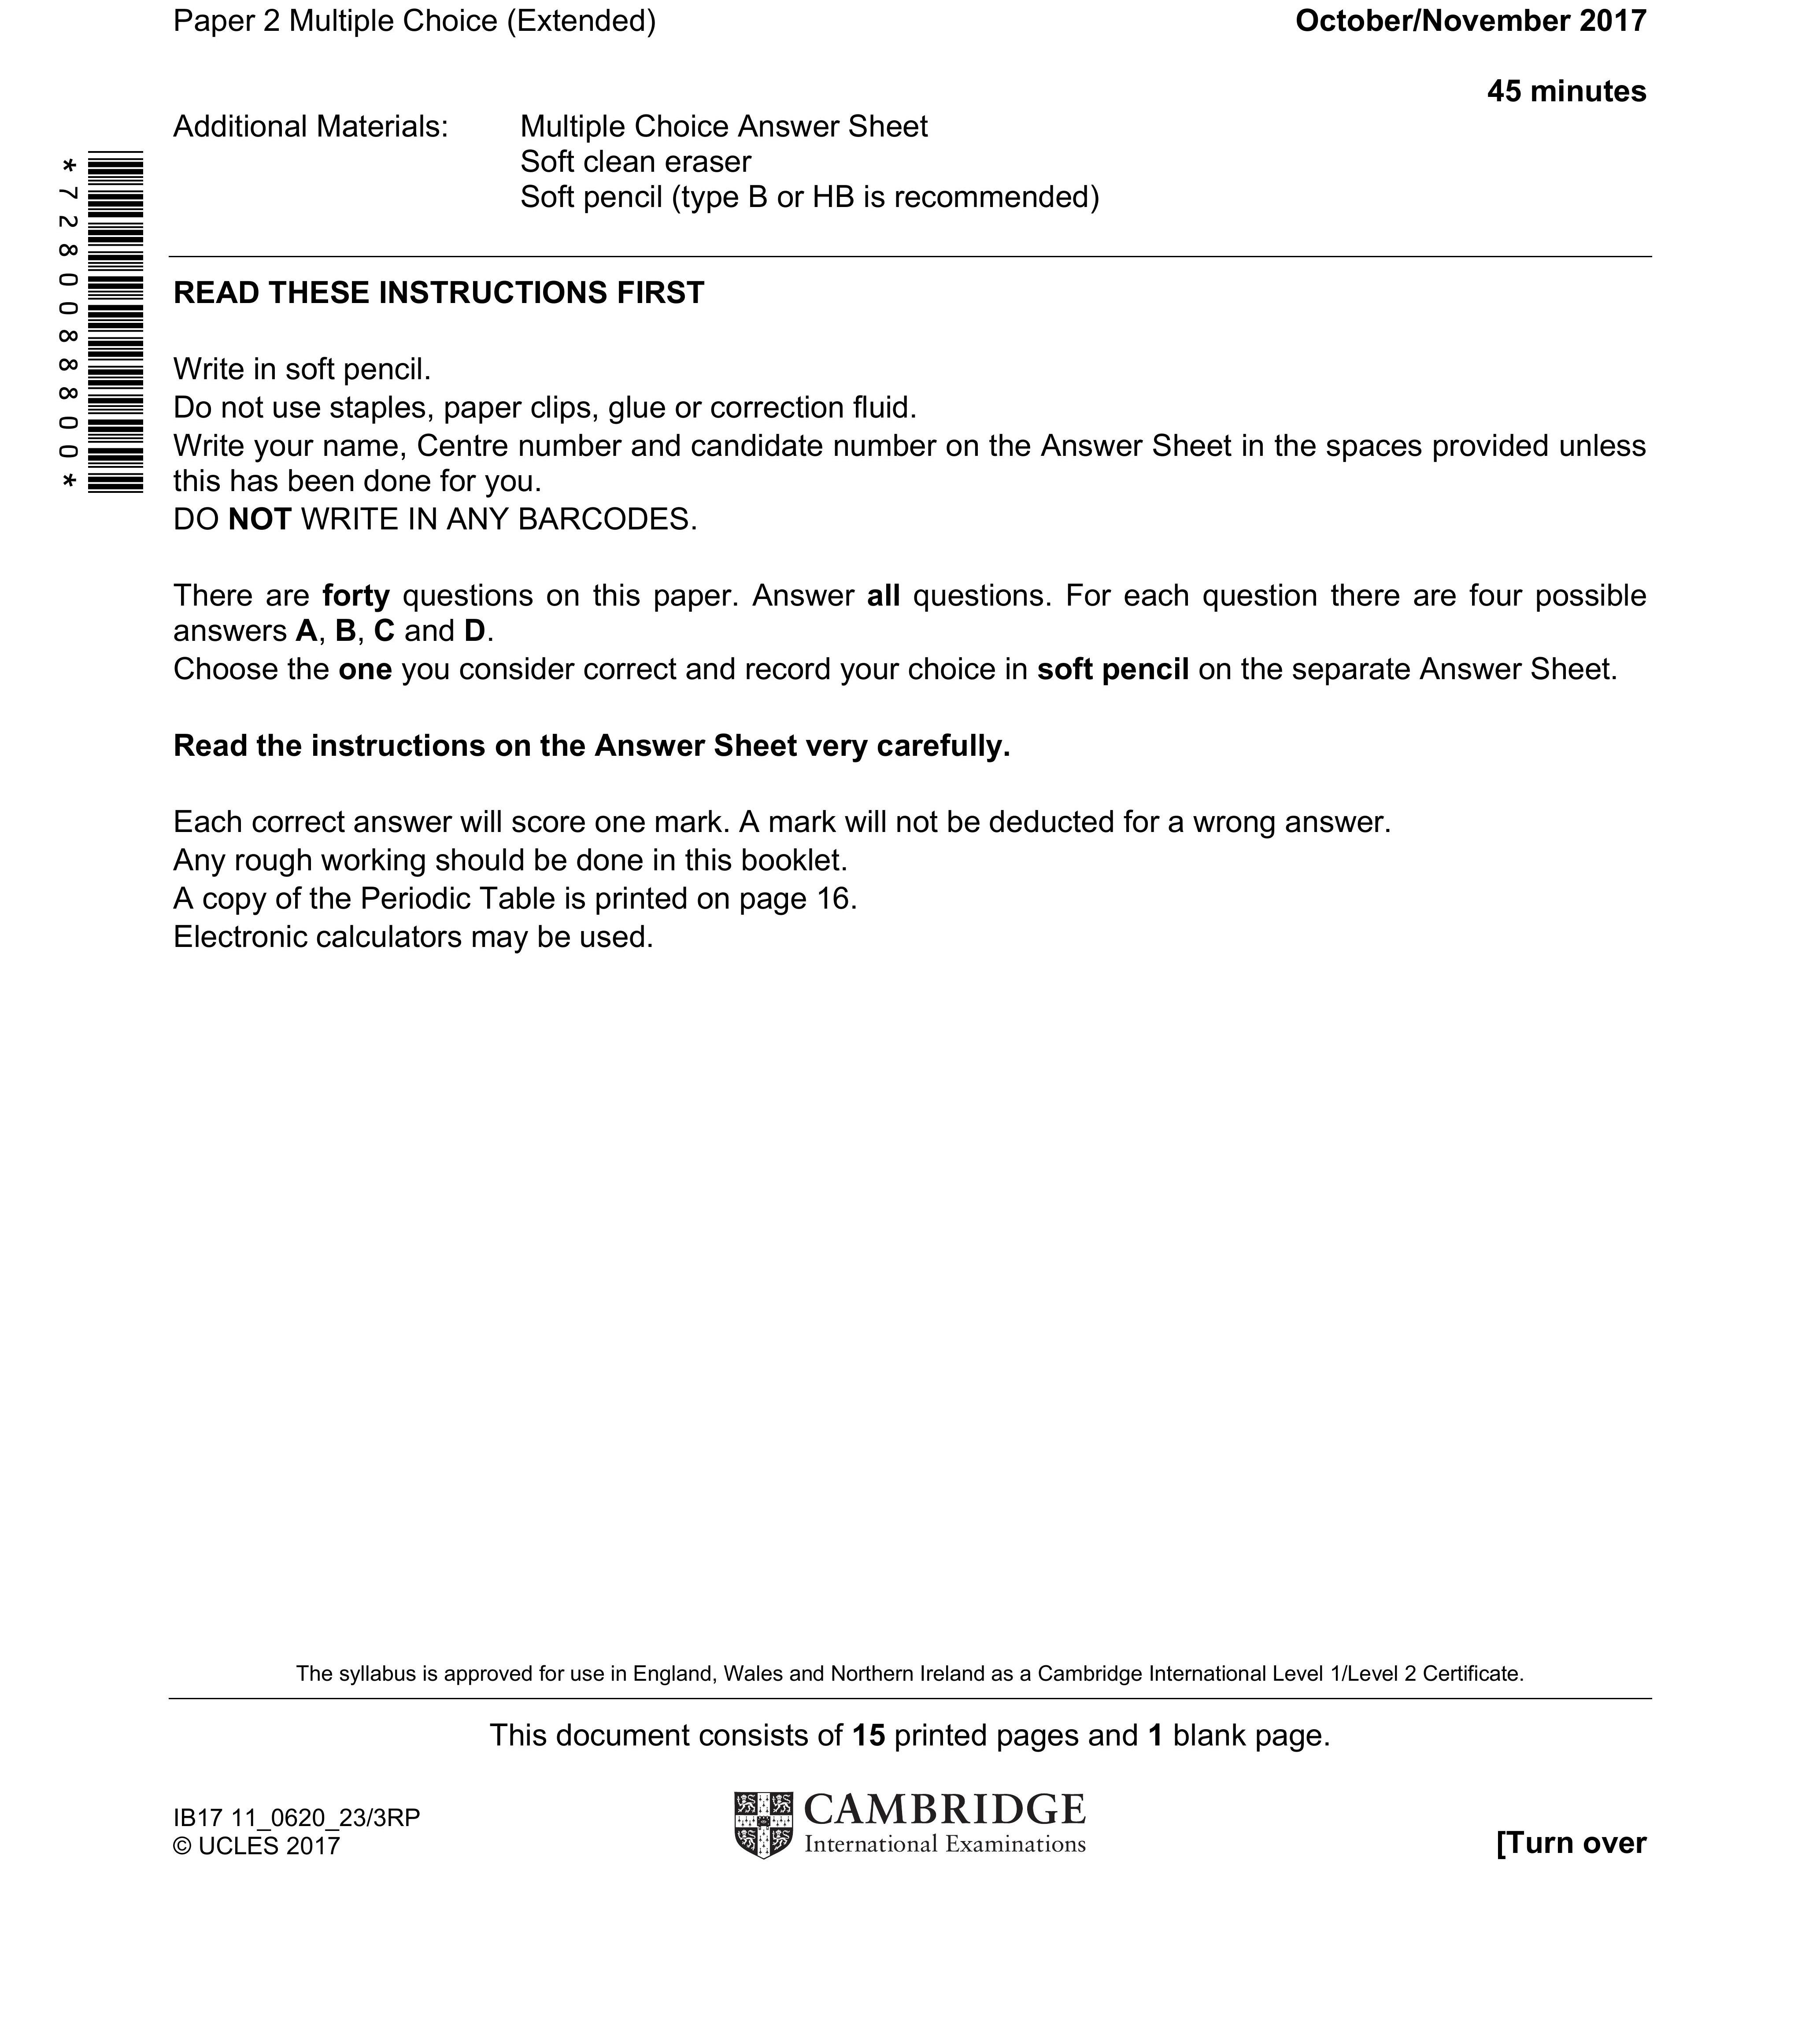 Paper 2 Multiple Choice (Extended) October/November 2017
45 minutes
Additional Materials: Multiple Choice Answer Sheet
Soft clean eraser
Soft pencil (type B or HB is recommended)
*7280088800*
READ THESE INSTRUCTIONS FIRST
Write in soft pencil.
Do not use staples, paper clips, glue or correction fluid.
Write your name, Centre number and candidate number on the Answer Sheet in the spaces provided unless
this has been done for you.
DO NOT WRITE IN ANY BARCODES.
There are forty questions on this paper. Answer all questions. For each question there are four possible
answers A, B, C and D.
Choose the one you consider correct and record your choice in soft pencil on the separate Answer Sheet.
Read the instructions on the Answer Sheet very carefully.
Each correct answer will score one mark. A mark will not be deducted for a wrong answer.
Any rough working should be done in this booklet.
A copy of the Periodic Table is printed on page 16.
Electronic calculators may be used.
The syllabus is approved for use in England, Wales and Northern Ireland as a Cambridge International Level 1/Level 2 Certificate.
This document consists of 15 printed pages and 1 blank page.
IB17 11_0620_23/3RP
© UCLES 2017
CAMBRIDGE
International Examinations
[Turn over